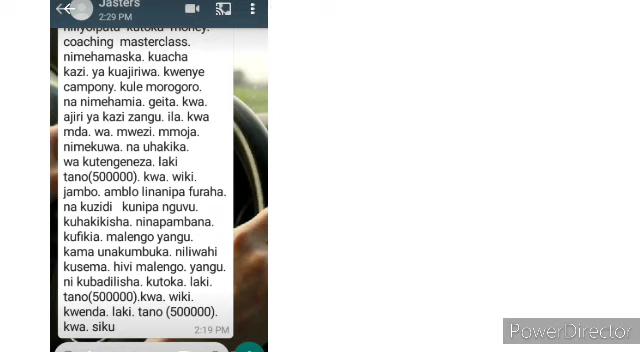 Jasters
2:29 PM
niliyoipata kutoka money.
coaching masterclass.
nimehamaska. kuacha
kazi. ya kuajiriwa. kwenye
campony. kule morogoro.
na nimehamia. geita. kwa.
ajiri ya kazi zangu. ila. kwa
mda. wa. mwezi. mmoja.
nimekuwa. na uhakika.
wa kutengeneza. laki
tano(500000). kwa. wiki.
jambo. amblo linanipa furaha.
na kuzidi kunipa nguvu.
kuhakikisha. ninapambana.
kufikia. malengo yangu.
kama unakumbuka. niliwahi
kusema. hivi malengo. yangu.
ni kubadilisha. kutoka. laki.
tano(500000).kwa. wiki.
kwenda. laki. tano (500000).
kwa. siku
2:19 PM
PowerDirector